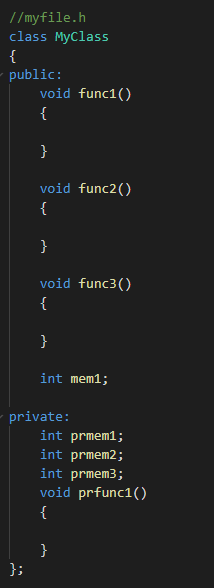 //myfile.h
class MyClass
{
public:
    void func1()
    {

    }

    void func2()
    {

    }

    void func3()
    {

    }

    int mem1;

private:
    int prmem1;
    int prmem2;
    int prmem3;
    void prfunc1()
    {

    }
};